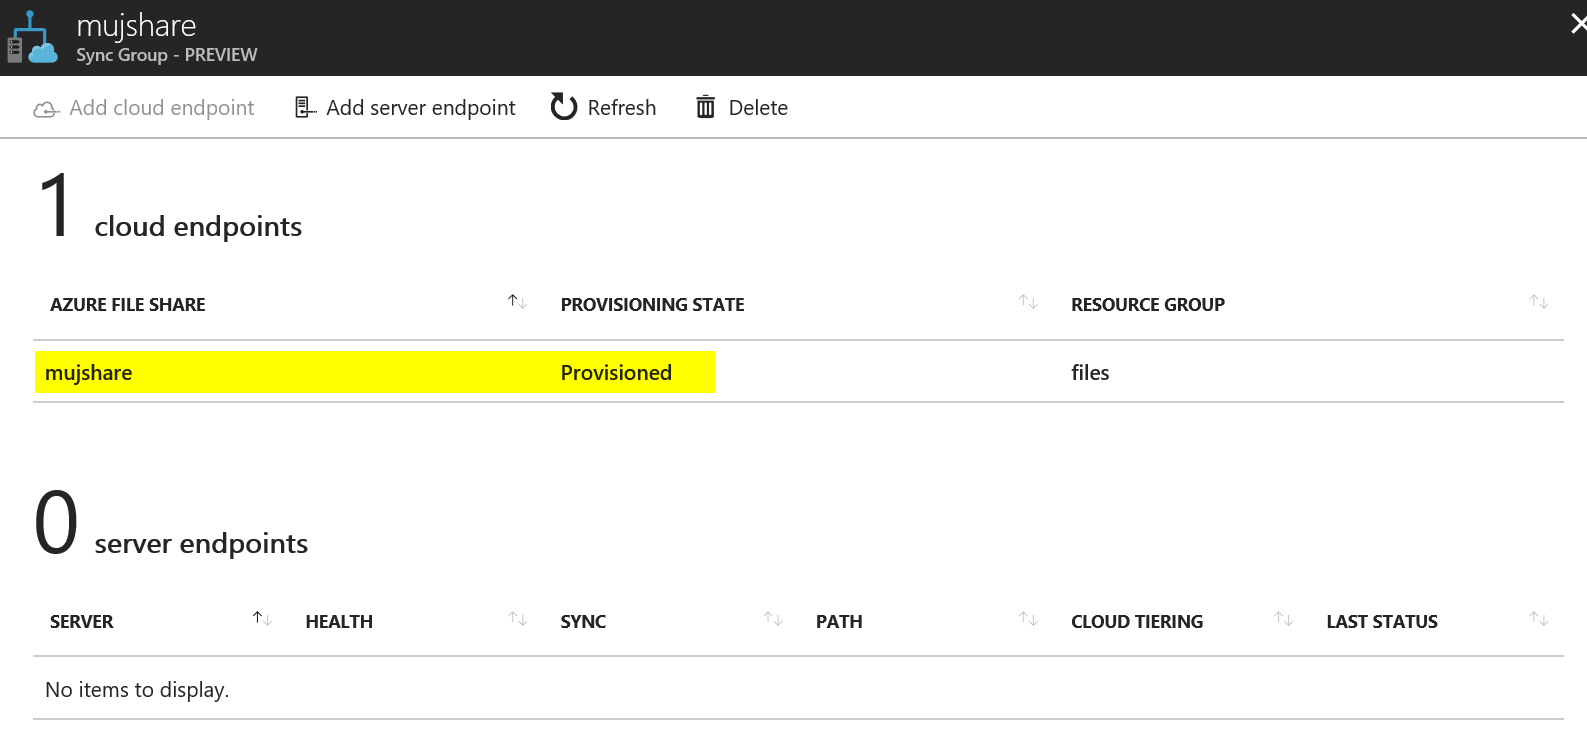 mujshare
Sync Group - PREVIEW
Add cloud endpoint Add server endpoint Refresh Delete
1 cloud endpoints
AZURE FILE SHARE PROVISIONING STATE RESOURCE GROUP
mujshare Provisioned files
0 server endpoints
SERVER HEALTH SYNC PATH CLOUD TIERING LAST STATUS
No items to display.